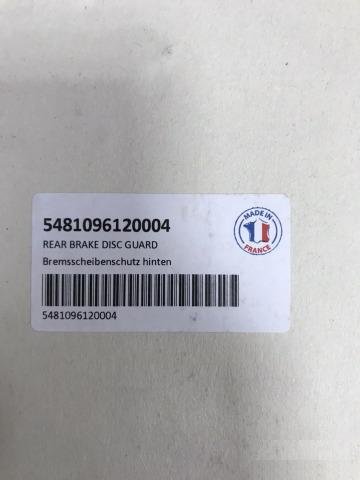 5481096120004
REAR BRAKE DISC GUARD
Bremsscheibenschutz hinten
5481096120004
MADE IN
FRANCE